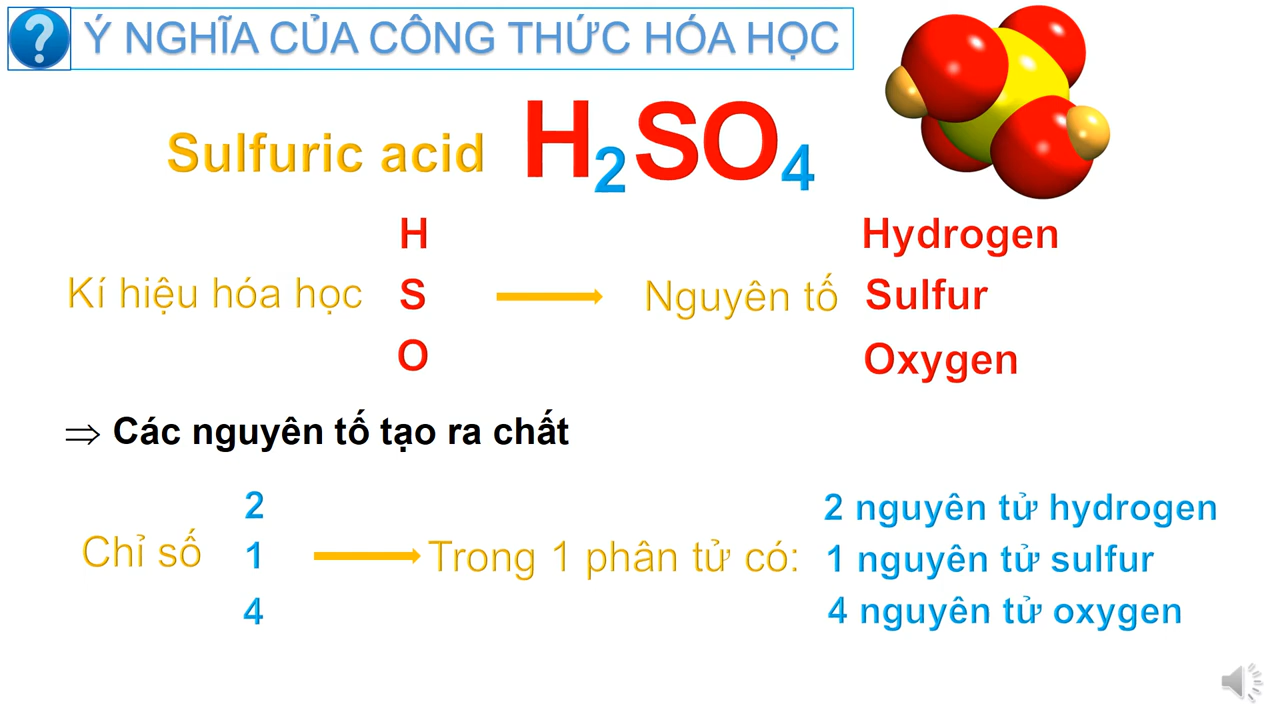 ?
Ý NGHĨA CỦA CÔNG THỨC HÓA HỌC
Sulfuric acid H₂SO₄
H Hydrogen
Kí hiệu hóa học S Nguyên tố Sulfur
O Oxygen
⇒ Các nguyên tố tạo ra chất
2 2 nguyên tử hydrogen
Chỉ số 1 Trong 1 phân tử có: 1 nguyên tử sulfur
4 4 nguyên tử oxygen